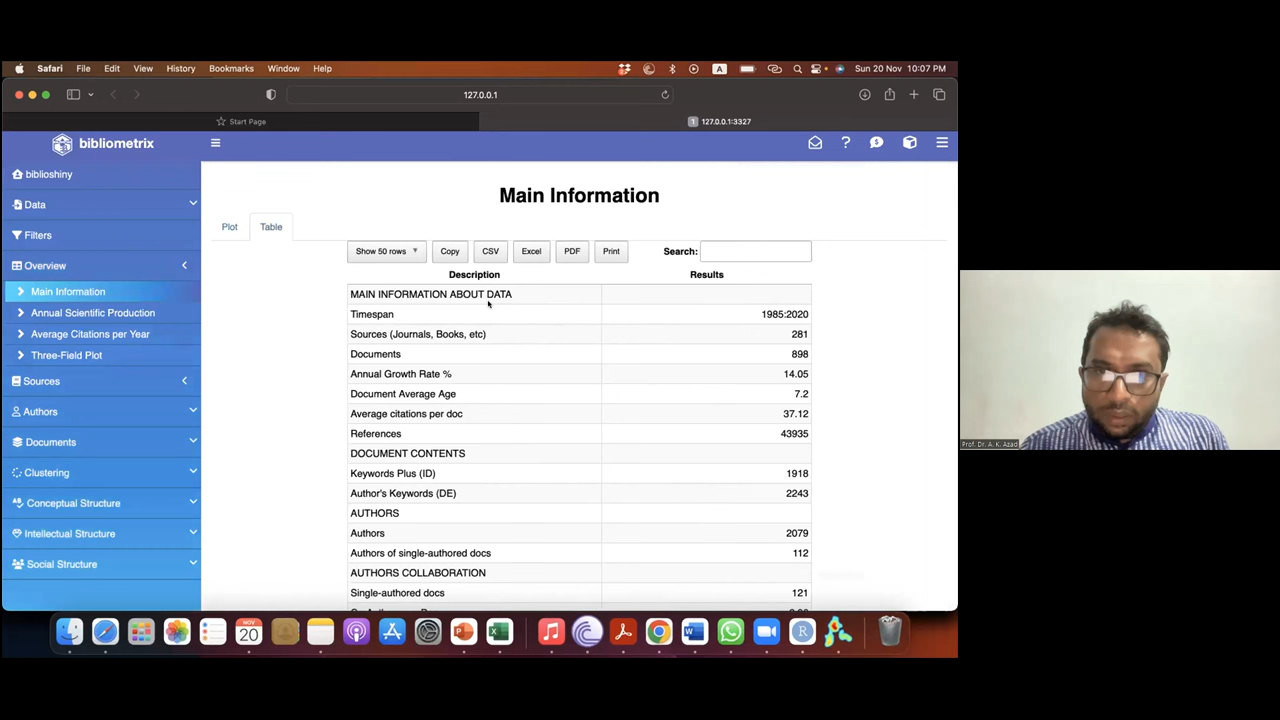 Safari File Edit View History Bookmarks Window Help A Sun 20 Nov 10:07 PM
127.0.0.1
Start Page 1 127.0.0.1:3327
bibliometrix
biblioshiny
Data
Filters
Overview
Main Information
Annual Scientific Production
Average Citations per Year
Three-Field Plot
Sources
Authors
Documents
Clustering
Conceptual Structure
Intellectual Structure
Social Structure
Main Information
Plot Table
Show 50 rows Copy CSV Excel PDF Print Search:
Description Results
MAIN INFORMATION ABOUT DATA
Timespan 1985:2020
Sources (Journals, Books, etc) 281
Documents 898
Annual Growth Rate % 14.05
Document Average Age 7.2
Average citations per doc 37.12
References 43935
DOCUMENT CONTENTS
Keywords Plus (ID) 1918
Author's Keywords (DE) 2243
AUTHORS
Authors 2079
Authors of single-authored docs 112
AUTHORS COLLABORATION
Single-authored docs 121
NOV
20
Prof. Dr. A. K. Azad